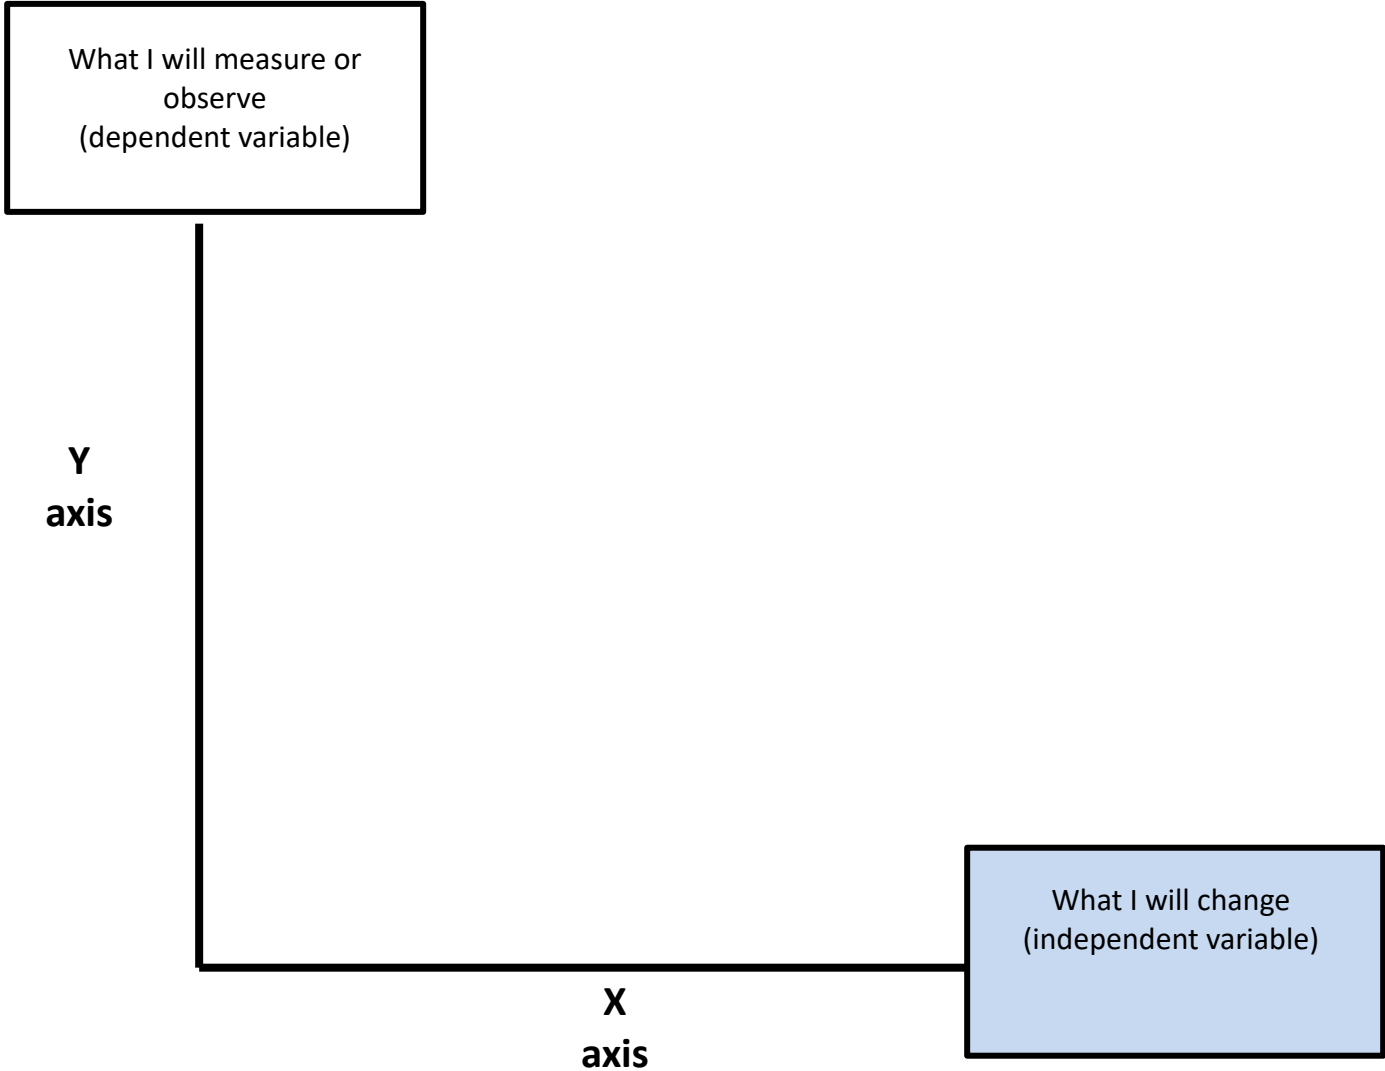 What I will measure or
observe
(dependent variable)
Y
axis
What I will change
(independent variable)
X
axis